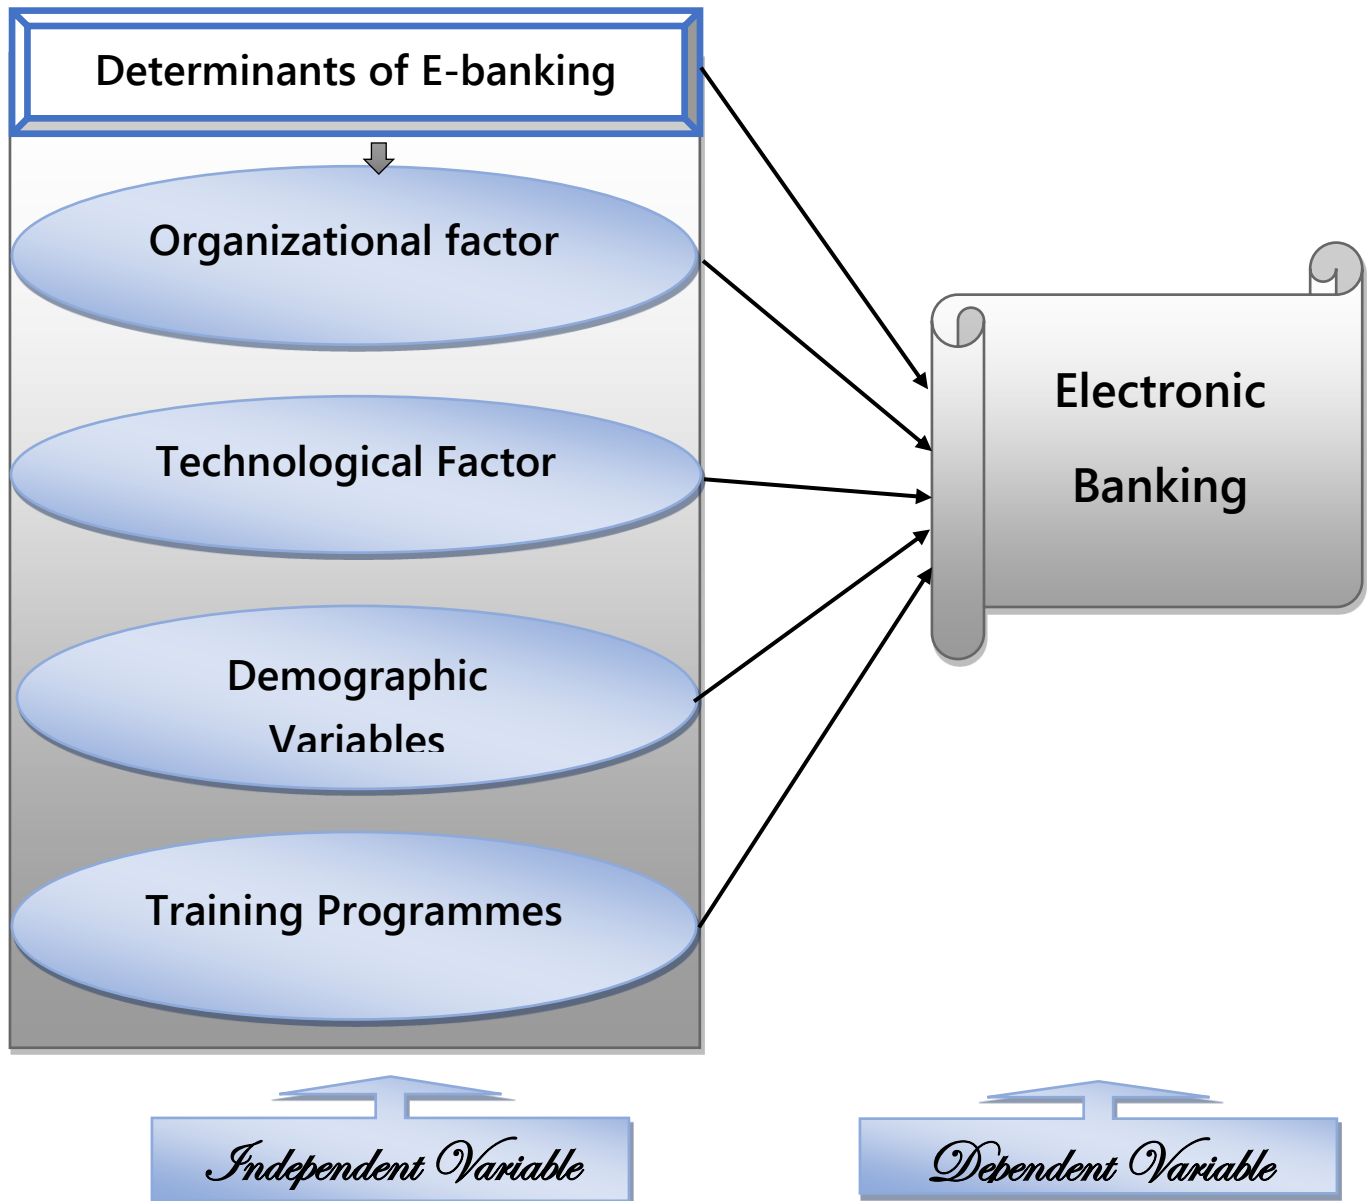 Determinants of E-banking
Organizational factor
Technological Factor
Demographic
Variables
Training Programmes
Electronic
Banking
Independent Variable
Dependent Variable